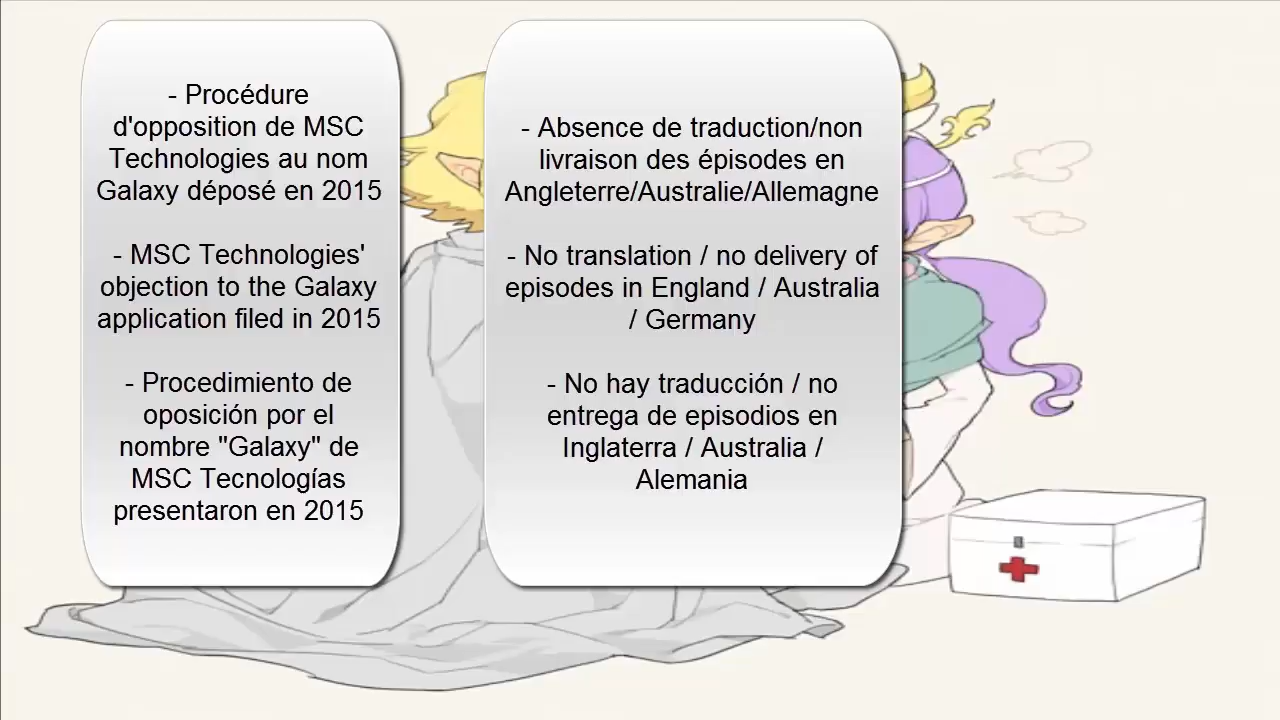 - Procédure
d'opposition de MSC
Technologies au nom
Galaxy déposé en 2015
- MSC Technologies'
objection to the Galaxy
application filed in 2015
- Procedimiento de
oposición por el
nombre "Galaxy" de
MSC Tecnologías
presentaron en 2015
- Absence de traduction/non
livraison des épisodes en
Angleterre/Australie/Allemagne
- No translation / no delivery of
episodes in England / Australia
/ Germany
- No hay traducción / no
entrega de episodios en
Inglaterra / Australia /
Alemania